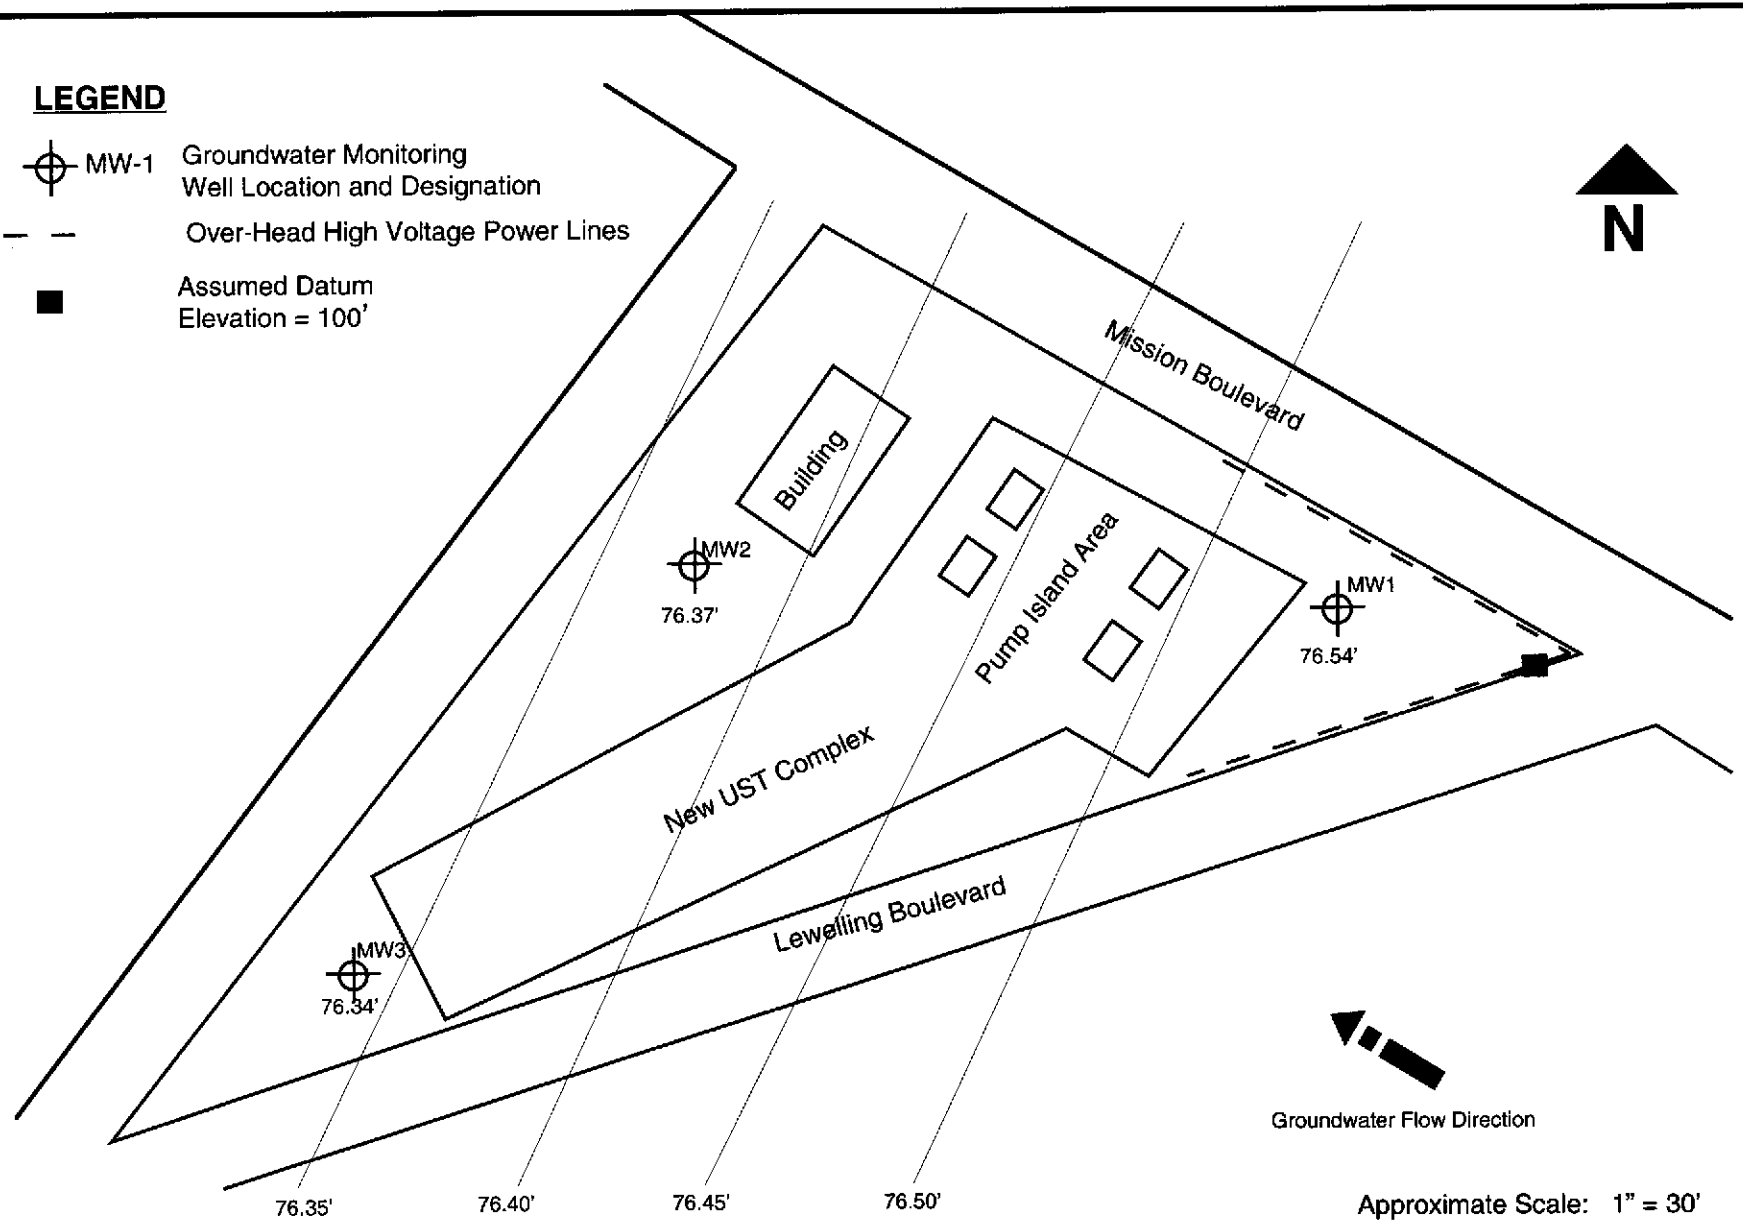 LEGEND
MW-1
Groundwater Monitoring
Well Location and Designation
Over-Head High Voltage Power Lines
Assumed Datum
Elevation = 100'
N
Mission Boulevard
Building
MW2
76.37'
Pump Island Area
MW1
76.54'
New UST Complex
Lewelling Boulevard
MW3
76.34'
Groundwater Flow Direction
76.35'
76.40'
76.45'
76.50'
Approximate Scale: 1" = 30'